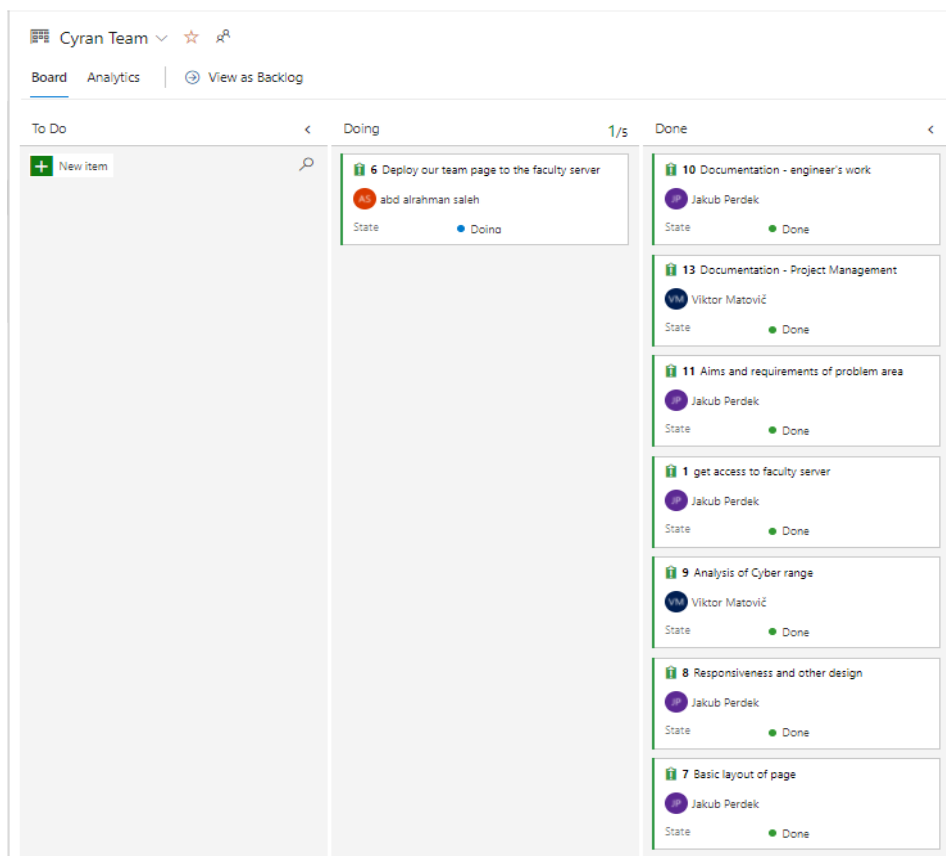 Cyran Team
Board Analytics View as Backlog
To Do
New item
Doing 1/5
6 Deploy our team page to the faculty server
AS abd alrahman saleh
State Doing
Done
10 Documentation - engineer's work
JP Jakub Perdek
State Done
13 Documentation - Project Management
VM Viktor Matovič
State Done
11 Aims and requirements of problem area
JP Jakub Perdek
State Done
1 get access to faculty server
JP Jakub Perdek
State Done
9 Analysis of Cyber range
VM Viktor Matovič
State Done
8 Responsiveness and other design
JP Jakub Perdek
State Done
7 Basic layout of page
JP Jakub Perdek
State Done